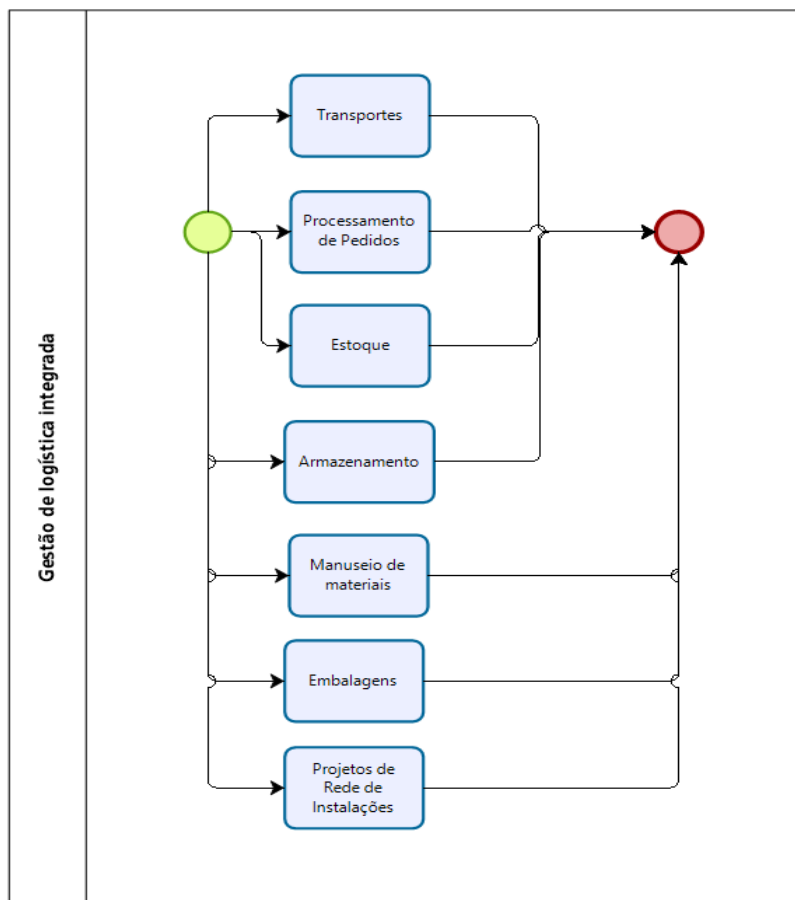 Gestão de logística integrada
Transportes
Processamento
de Pedidos
Estoque
Armazenamento
Manuseio de
materiais
Embalagens
Projetos de
Rede de
Instalações